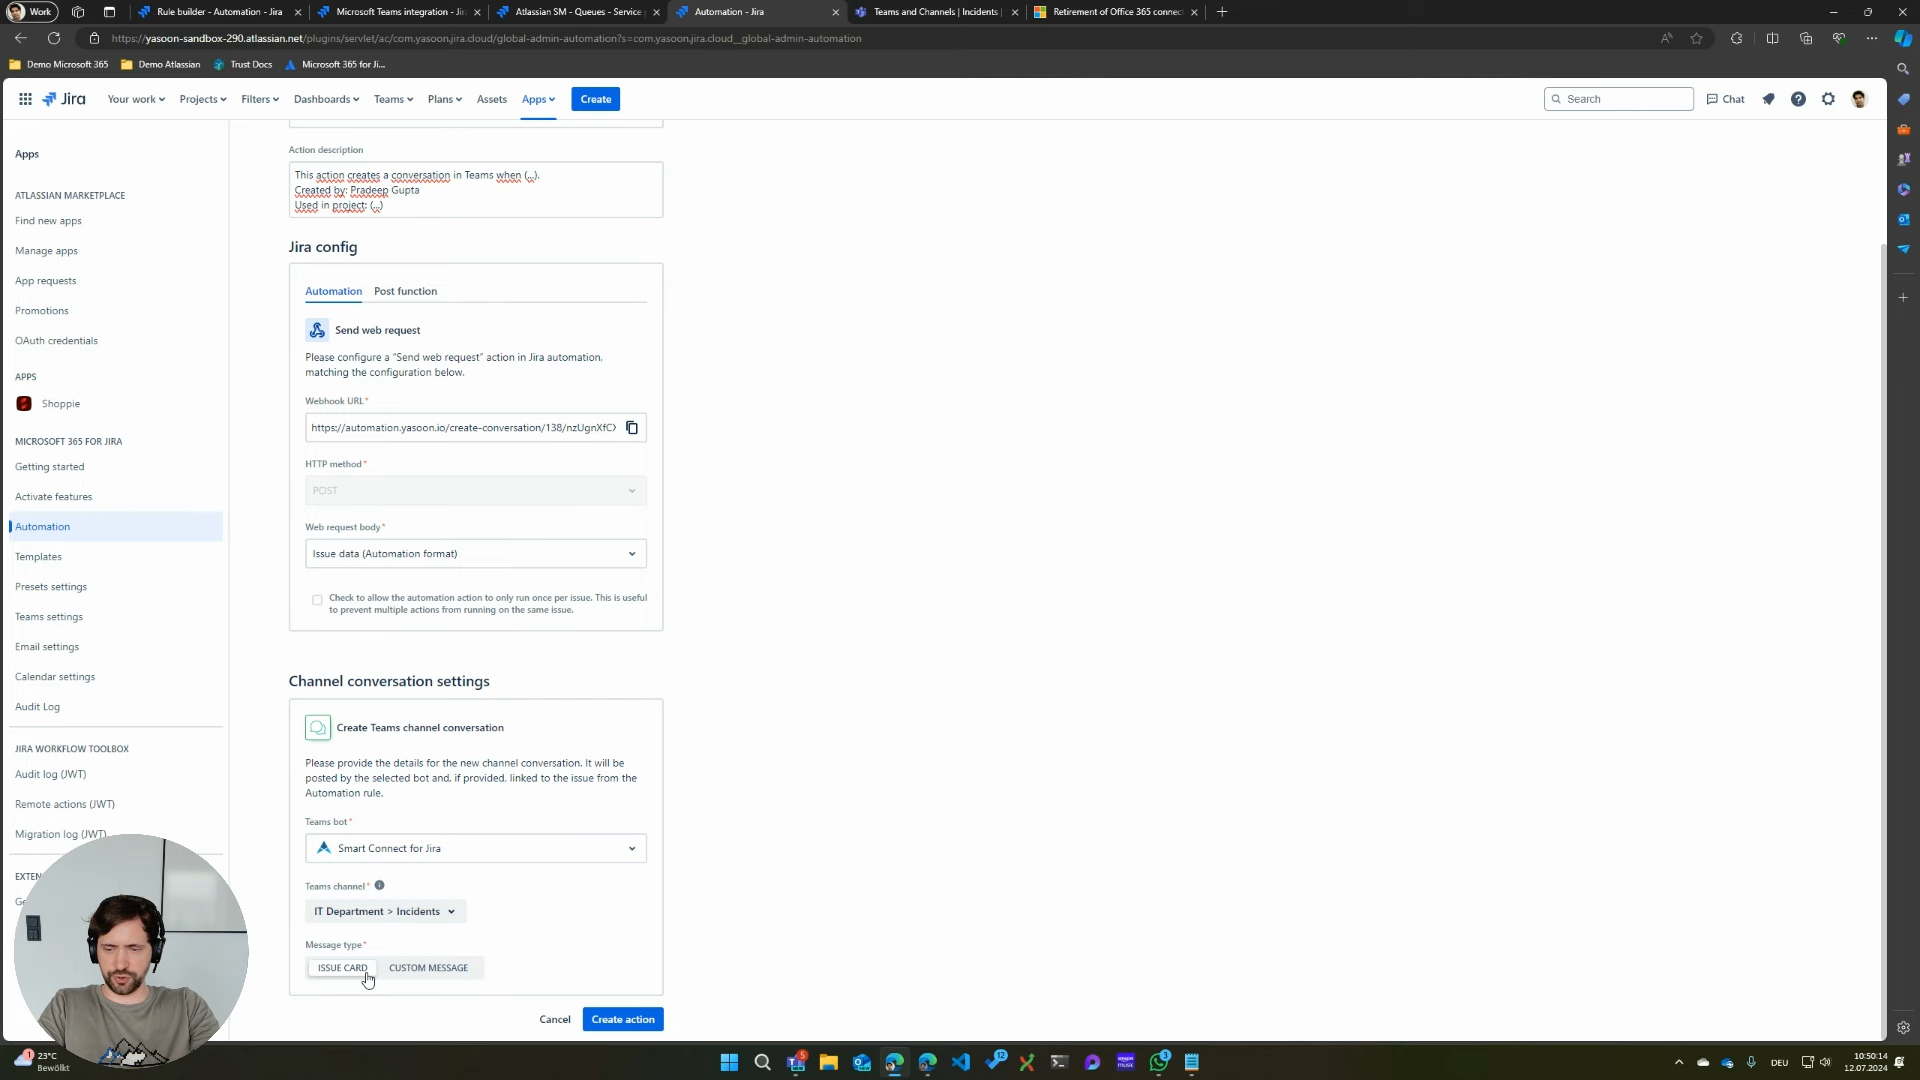 Work
Rule builder - Automation - Jira
Microsoft Teams integration - Jir
Atlassian SM - Queues - Service
Automation - Jira
Teams and Channels | Incidents
Retirement of Office 365 connect
https://yasoon-sandbox-290.atlassian.net/plugins/servlet/ac/com.yasoon.jira.cloud/global-admin-automation?s=com.yasoon.jira.cloud__global-admin-automation
Demo Microsoft 365
Demo Atlassian
Trust Docs
Microsoft 365 for Ji...
Jira
Your work
Projects
Filters
Dashboards
Teams
Plans
Assets
Apps
Create
Search
Chat
Apps
ATLASSIAN MARKETPLACE
Find new apps
Manage apps
App requests
Promotions
OAuth credentials
APPS
Shoppie
MICROSOFT 365 FOR JIRA
Getting started
Activate features
Automation
Templates
Presets settings
Teams settings
Email settings
Calendar settings
Audit Log
JIRA WORKFLOW TOOLBOX
Audit log (JWT)
Remote actions (JWT)
Migration log (JWT)
EXTEN
Ge
Action description
This action creates a conversation in Teams when (...).
Created by: Pradeep Gupta
Used in project: (...)
Jira config
Automation
Post function
Send web request
Please configure a "Send web request" action in Jira automation,
matching the configuration below.
Webhook URL*
https://automation.yasoon.io/create-conversation/138/nzUgnXfC
HTTP method*
POST
Web request body*
Issue data (Automation format)
Check to allow the automation action to only run once per issue. This is useful
to prevent multiple actions from running on the same issue.
Channel conversation settings
Create Teams channel conversation
Please provide the details for the new channel conversation. It will be
posted by the selected bot and, if provided, linked to the issue from the
Automation rule.
Teams bot*
Smart Connect for Jira
Teams channel*
IT Department > Incidents
Message type*
ISSUE CARD
CUSTOM MESSAGE
Cancel
Create action
1
23°C
Bewölkt
5
12
amazon
music
3
DEU
10:50:14
12.07.2024